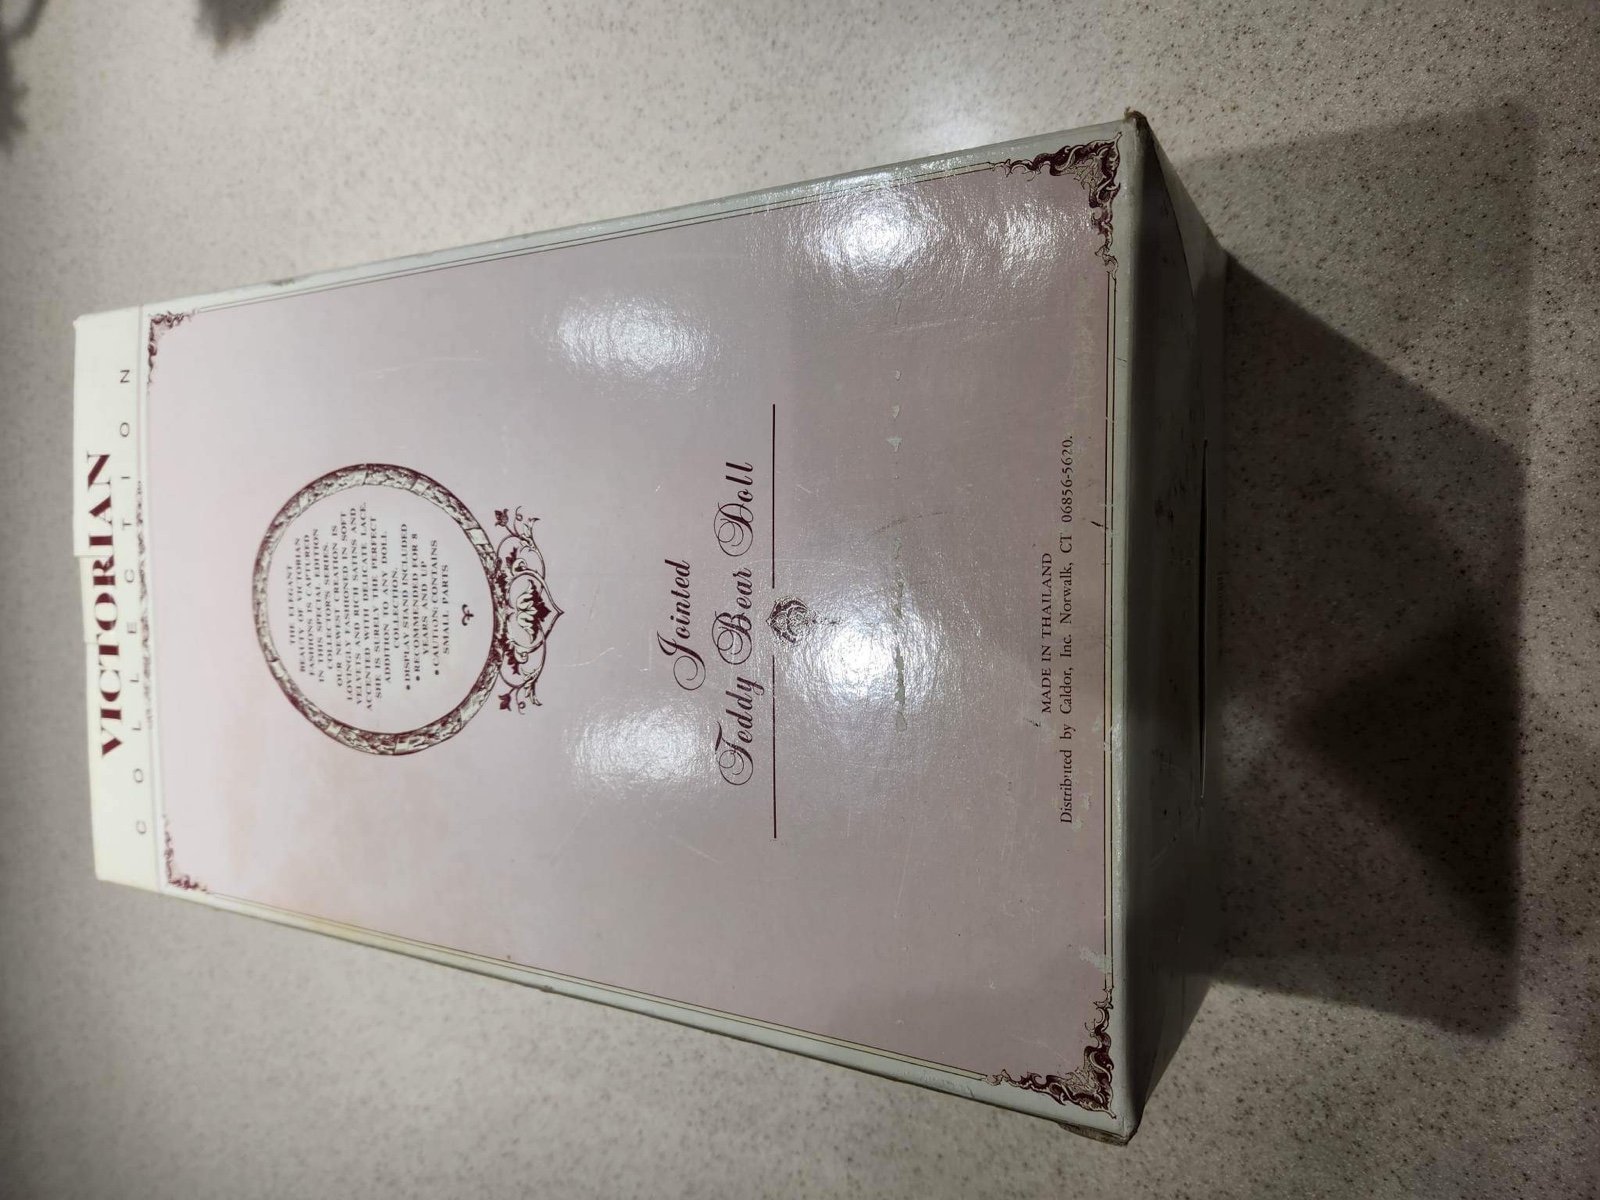 VICTORIAN
COLLECTION
THE ELEGANT
BEAUTY OF VICTORIAN
FASHIONS IS CAPTURED
IN THIS SPECIAL EDITION
COLLECTOR'S SERIES.
OUR NEWEST CREATION IS
LOVINGLY FASHIONED IN SOFT
VELVETS AND RICH SATINS AND
ACCENTED WITH DELICATE LACE.
SHE IS SURELY THE PERFECT
ADDITION TO ANY DOLL
COLLECTION.
• DISPLAY STAND INCLUDED
• RECOMMENDED FOR 8
YEARS AND UP
• CAUTION: CONTAINS
SMALL PARTS
Jointed
Teddy Bear Doll
MADE IN THAILAND
Distributed by Caldor, Inc. Norwalk, CT 06856-5620.